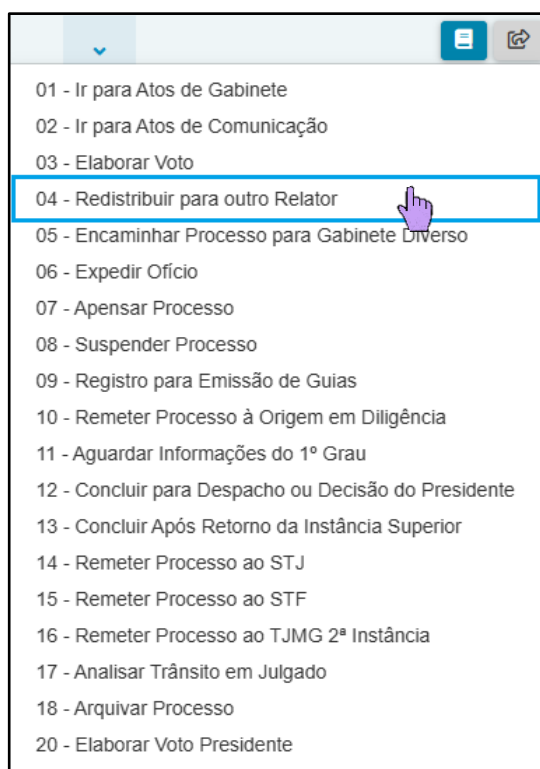 01 - Ir para Atos de Gabinete
02 - Ir para Atos de Comunicação
03 - Elaborar Voto
04 - Redistribuir para outro Relator
05 - Encaminhar Processo para Gabinete Diverso
06 - Expedir Ofício
07 - Apensar Processo
08 - Suspender Processo
09 - Registro para Emissão de Guias
10 - Remeter Processo à Origem em Diligência
11 - Aguardar Informações do 1º Grau
12 - Concluir para Despacho ou Decisão do Presidente
13 - Concluir Após Retorno da Instância Superior
14 - Remeter Processo ao STJ
15 - Remeter Processo ao STF
16 - Remeter Processo ao TJMG 2ª Instância
17 - Analisar Trânsito em Julgado
18 - Arquivar Processo
20 - Elaborar Voto Presidente